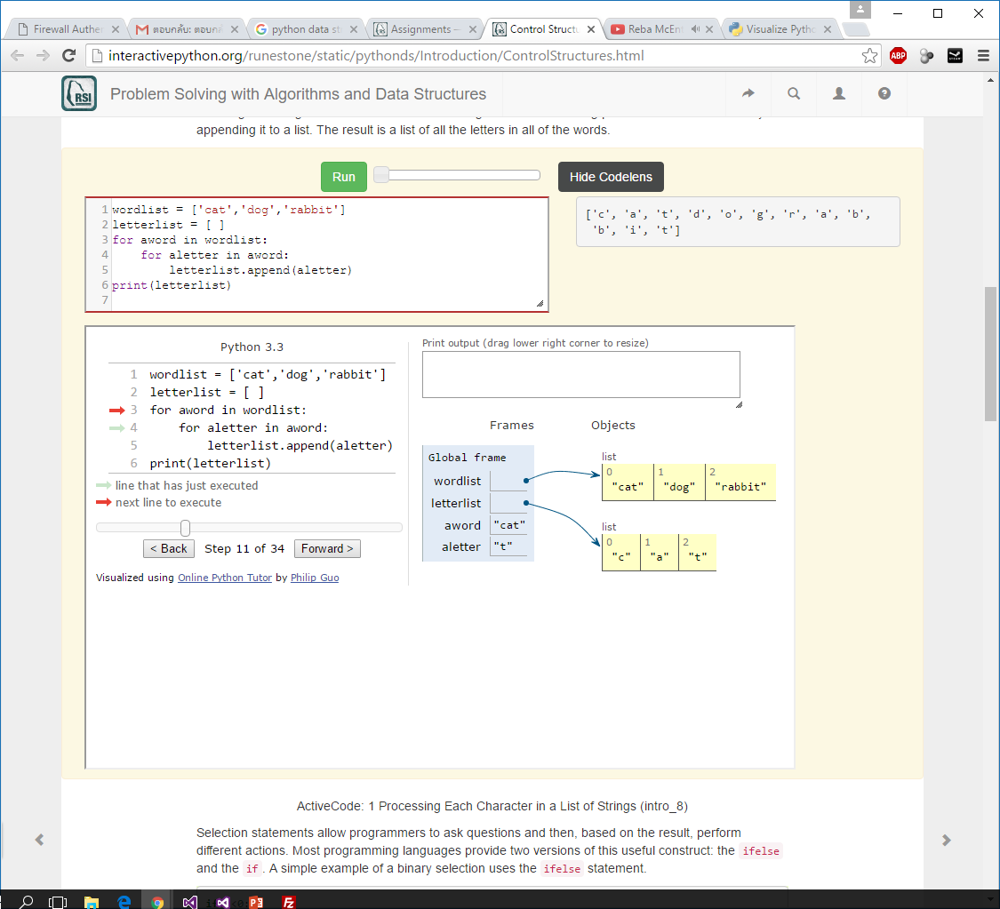 Firewall Auther
ตอบกลับ: ตอบกล
python data st
Assignments —
Control Structu
Reba McEn
Visualize Pytho
interactivepython.org/runestone/static/pythonds/Introduction/ControlStructures.html
ABP
RSI
Problem Solving with Algorithms and Data Structures
appending it to a list. The result is a list of all the letters in all of the words.
Run
Hide Codelens
1 wordlist = ['cat','dog','rabbit']
2 letterlist = [ ]
3 for aword in wordlist:
4     for aletter in aword:
5         letterlist.append(aletter)
6 print(letterlist)
7
['c', 'a', 't', 'd', 'o', 'g', 'r', 'a', 'b',
'b', 'i', 't']
Python 3.3
1 wordlist = ['cat','dog','rabbit']
2 letterlist = [ ]
3 for aword in wordlist:
4     for aletter in aword:
5         letterlist.append(aletter)
6 print(letterlist)
line that has just executed
next line to execute
< Back Step 11 of 34 Forward >
Visualized using Online Python Tutor by Philip Guo
Print output (drag lower right corner to resize)
Frames Objects
Global frame
wordlist
letterlist
aword "cat"
aletter "t"
list
0 1 2
"cat" "dog" "rabbit"
list
0 1 2
"c" "a" "t"
ActiveCode: 1 Processing Each Character in a List of Strings (intro_8)
Selection statements allow programmers to ask questions and then, based on the result, perform
different actions. Most programming languages provide two versions of this useful construct: the ifelse
and the if . A simple example of a binary selection uses the ifelse statement.